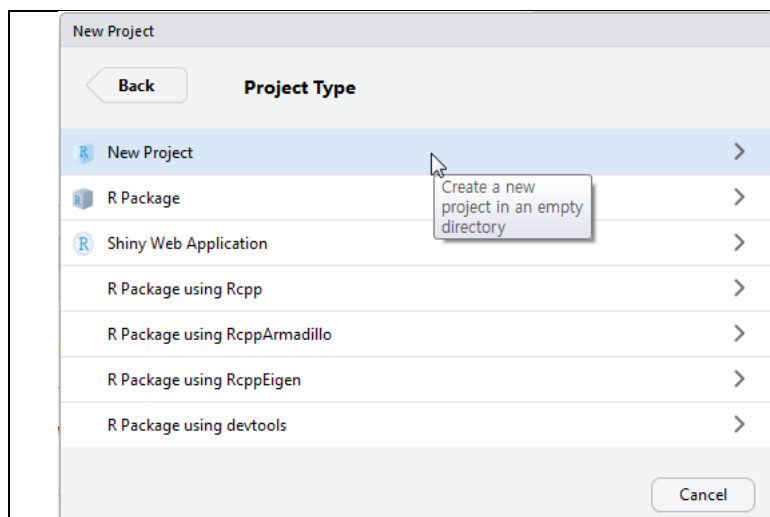 New Project
Back
Project Type
R New Project
Create a new
project in an empty
directory
R R Package
R Shiny Web Application
R Package using Rcpp
R Package using RcppArmadillo
R Package using RcppEigen
R Package using devtools
Cancel